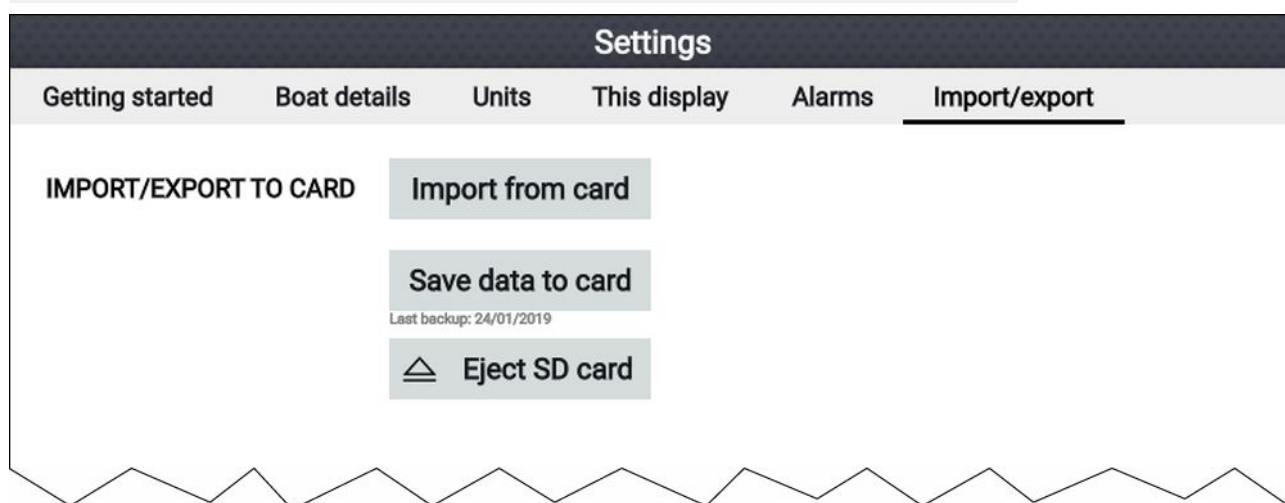 Settings
Getting started Boat details Units This display Alarms Import/export
IMPORT/EXPORT TO CARD Import from card
Save data to card
Last backup: 24/01/2019
Eject SD card